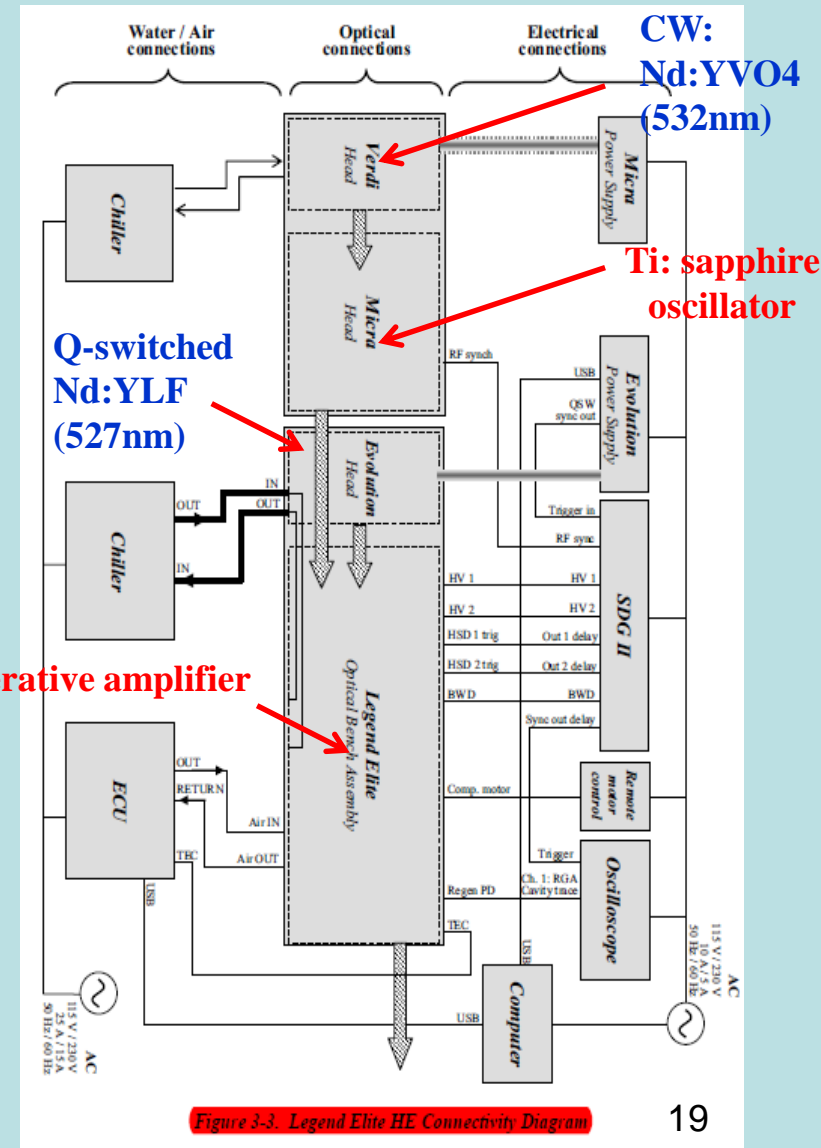 Water / Air
connections
Optical
connections
Electrical
connections
CW:
Nd:YVO4
(532nm)
Verdi
Head
Micra
Power Supply
Chiller
Ti: sapphire
oscillator
Micra
Head
RF synch
Q-switched
Nd:YLF
(527nm)
USB
QSW
sync out
Evolution
Power Supply
Evolution
Head
IN
OUT
OUT
IN
Chiller
Trigger in
RF sync
HV 1
HV 1
HV 2
HV 2
HSD 1 trig
Out 1 delay
HSD 2 trig
Out 2 delay
BWD
BWD
Sync out delay
SDG II
rative amplifier
Legend Elite
Optical Bench Assembly
OUT
RETURN
Air IN
TEC
Air OUT
ECU
USB
Comp. motor
Remote
motor
control
Trigger
Ch. 1: RGA
Cavity trace
Regen PD
TEC
Oscilloscope
USB
USB
Computer
AC
115 V / 230 V
10 A / 5 A
50 Hz / 60 Hz
AC
115 V / 230 V
25 A / 15 A
50 Hz / 60 Hz
Figure 3-3. Legend Elite HE Connectivity Diagram
19